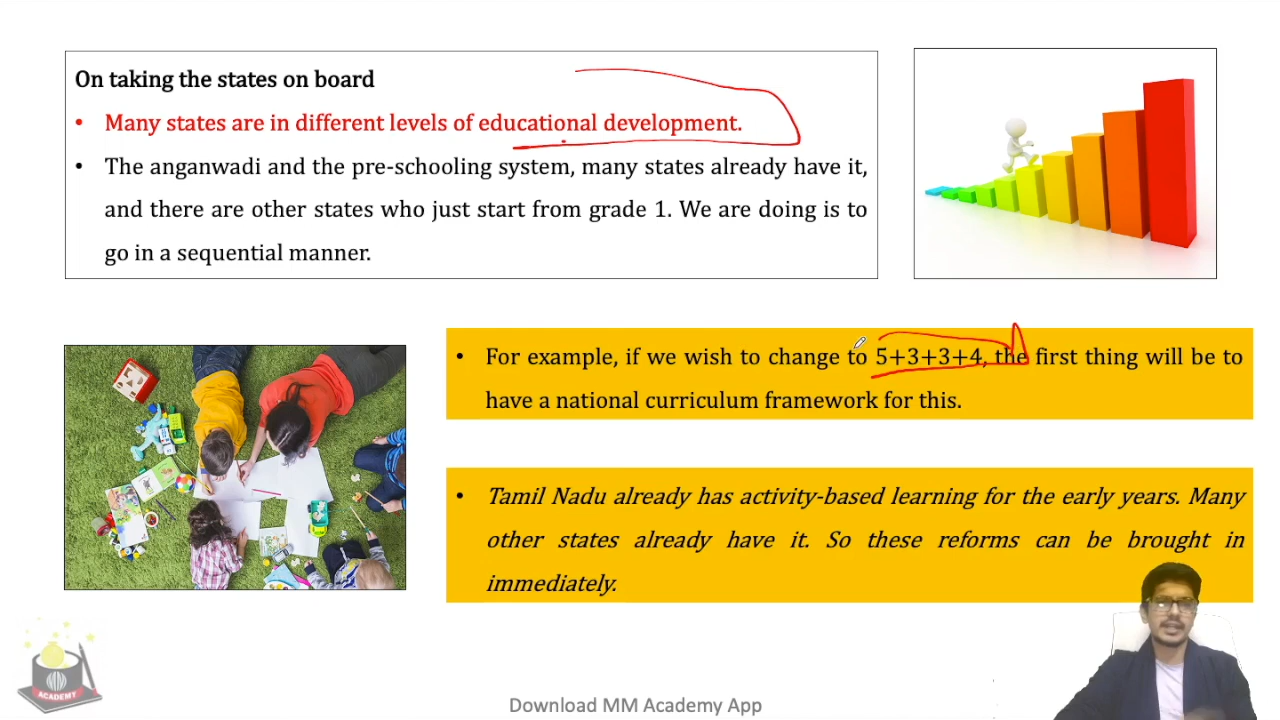 On taking the states on board
• Many states are in different levels of educational development.
• The anganwadi and the pre-schooling system, many states already have it,
and there are other states who just start from grade 1. We are doing is to
go in a sequential manner.
• For example, if we wish to change to 5+3+3+4, the first thing will be to
have a national curriculum framework for this.
• Tamil Nadu already has activity-based learning for the early years. Many
other states already have it. So these reforms can be brought in
immediately.
MM
ACADEMY
Download MM Academy App